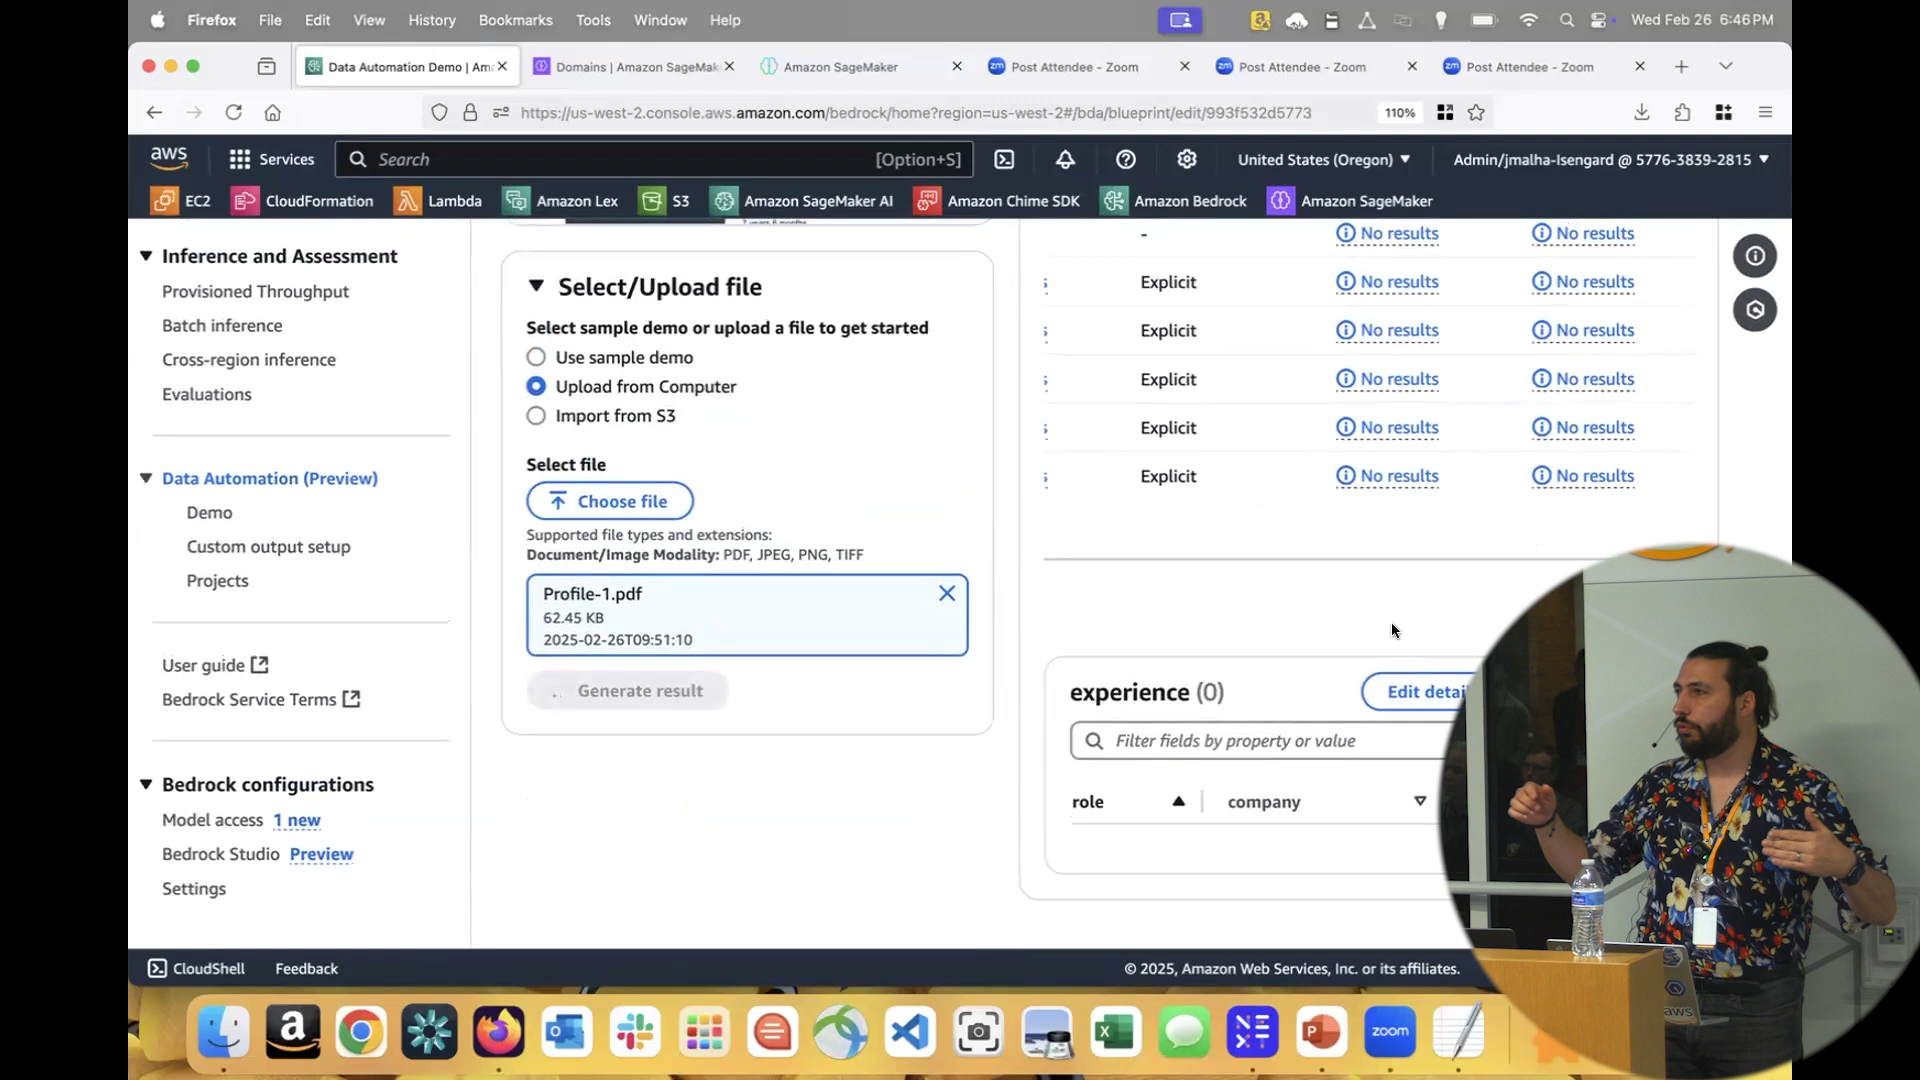 Firefox File Edit View History Bookmarks Tools Window Help Wed Feb 26 6:46 PM
Data Automation Demo | Am Domains | Amazon SageMak Amazon SageMaker Post Attendee - Zoom Post Attendee - Zoom Post Attendee - Zoom
https://us-west-2.console.aws.amazon.com/bedrock/home?region=us-west-2#/bda/blueprint/edit/993f532d5773 110%
aws Services Search [Option+S] United States (Oregon) Admin/jmalha-Isengard @ 5776-3839-2815
EC2 CloudFormation Lambda Amazon Lex S3 Amazon SageMaker AI Amazon Chime SDK Amazon Bedrock Amazon SageMaker
Inference and Assessment
Provisioned Throughput
Batch inference
Cross-region inference
Evaluations
Data Automation (Preview)
Demo
Custom output setup
Projects
User guide
Bedrock Service Terms
Bedrock configurations
Model access 1 new
Bedrock Studio Preview
Settings
7 years 6 months
Select/Upload file
Select sample demo or upload a file to get started
Use sample demo
Upload from Computer
Import from S3
Select file
Choose file
Supported file types and extensions:
Document/Image Modality: PDF, JPEG, PNG, TIFF
Profile-1.pdf
62.45 KB
2025-02-26T09:51:10
Generate result
- No results No results
Explicit No results No results
Explicit No results No results
Explicit No results No results
Explicit No results No results
Explicit No results No results
experience (0) Edit detai
Filter fields by property or value
role company
CloudShell Feedback © 2025, Amazon Web Services, Inc. or its affiliates.
zoom
aws